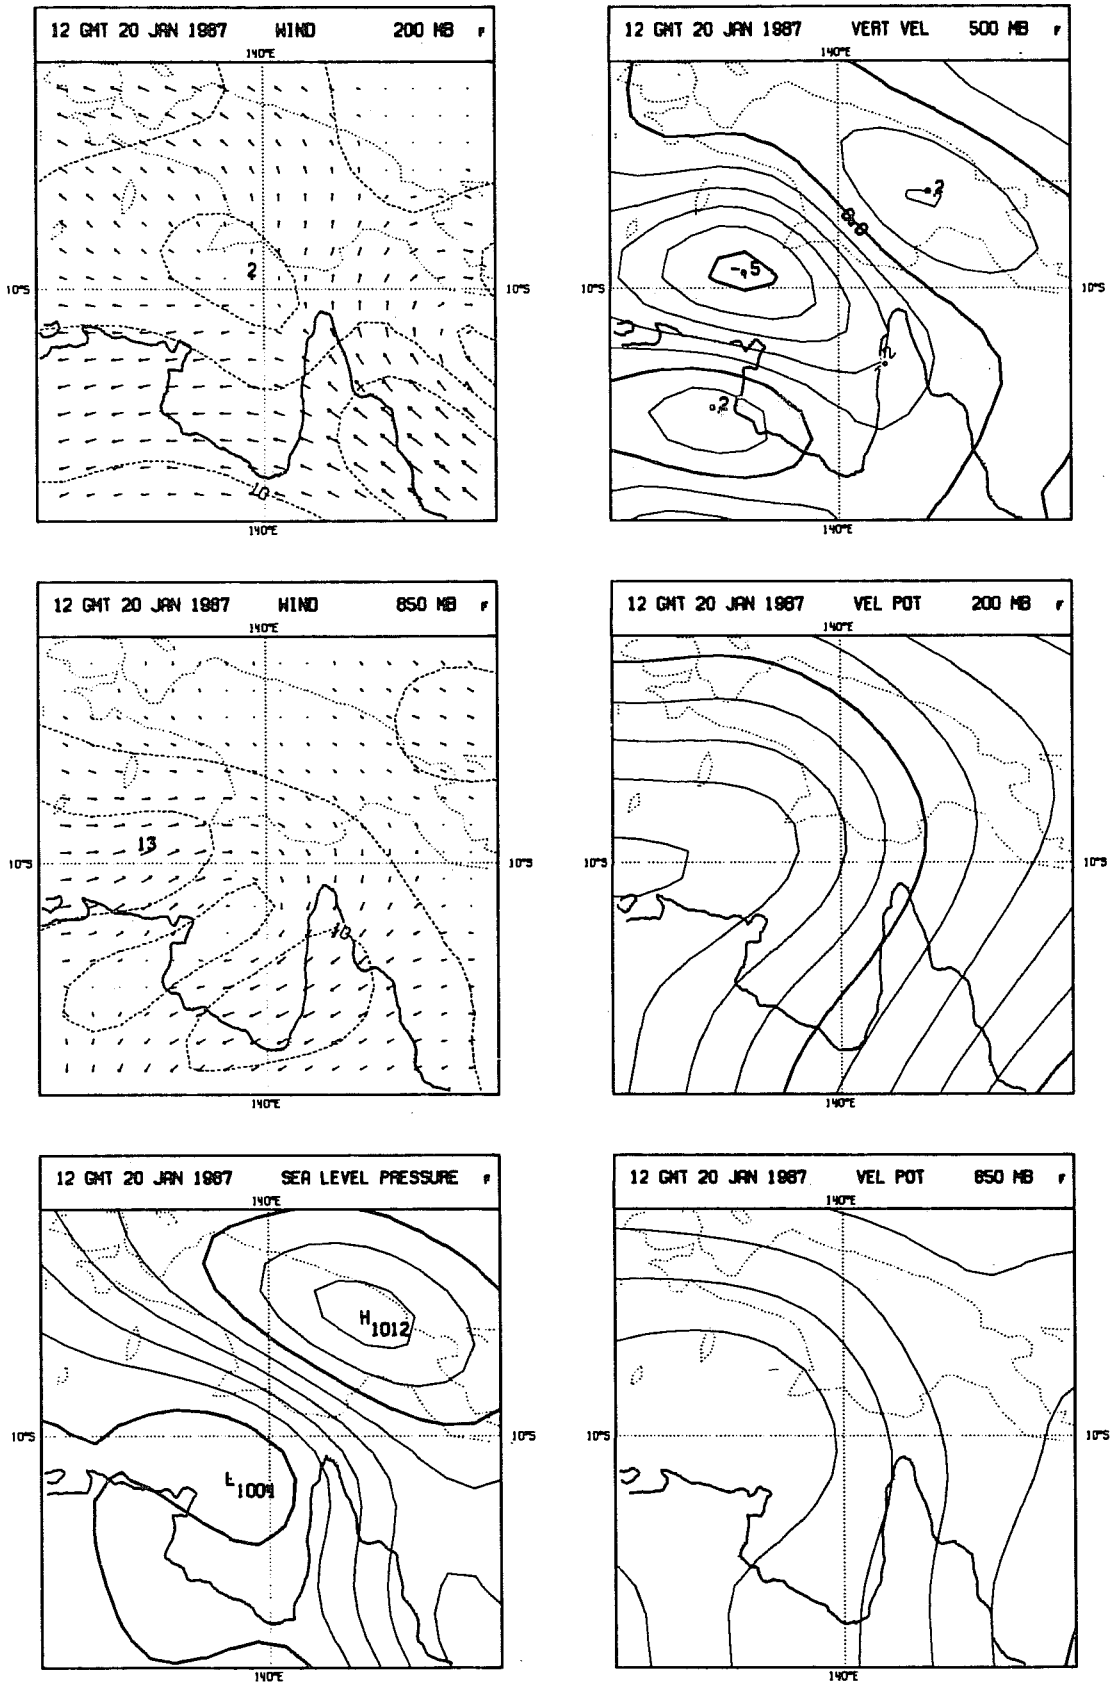 12 GMT 20 JAN 1987 WIND 200 MB F
140°E
2
10°S 10°S
10
140°E
12 GMT 20 JAN 1987 VERT VEL 500 MB F
140°E
.2
-.5
10°S
.2
140°E
12 GMT 20 JAN 1987 WIND 850 MB F
140°E
13
10°S 10°S
10
140°E
12 GMT 20 JAN 1987 VEL POT 200 MB F
140°E
10°S 10°S
140°E
12 GMT 20 JAN 1987 SEA LEVEL PRESSURE F
140°E
H 1012
10°S 10°S
L 1004
140°E
12 GMT 20 JAN 1987 VEL POT 850 MB F
140°E
10°S 10°S
140°E